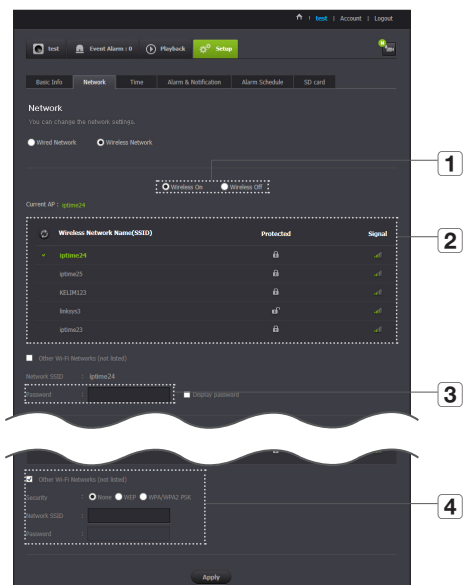 test | Account | Logout
test Event Alarm : 0 Playback Setup
Basic Info Network Time Alarm & Notification Alarm Schedule SD card
Network
You can change the network settings.
Wired Network Wireless Network
1
Wireless On Wireless Off
Current AP : iptime24
2
Wireless Network Name(SSID) Protected Signal
iptime24
iptime25
KELIM123
linksys3
iptime23
Other Wi-Fi Networks (not listed)
Network SSID : iptime24
Password : Display password
3
Other Wi-Fi Networks (not listed)
Security : None WEP WPA/WPA2 PSK
4
Network SSID :
Password :
Apply